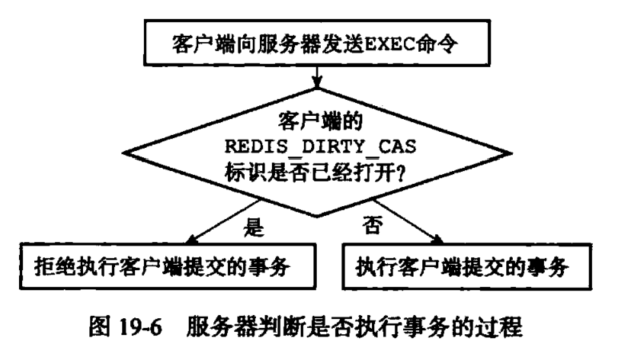 客户端向服务器发送EXEC命令
客户端的
REDIS_DIRTY_CAS
标识是否已经打开?
是
否
拒绝执行客户端提交的事务
执行客户端提交的事务
图 19-6 服务器判断是否执行事务的过程